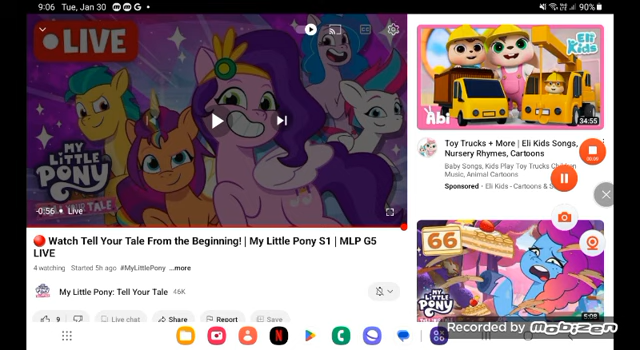 9:06 Tue, Jan 30
90%
LIVE
MY
LITTLE
PONY
-0:56 • Live
🔴 Watch Tell Your Tale From the Beginning! | My Little Pony S1 | MLP G5
LIVE
4 watching Started 5h ago #MyLittlePony ...more
My Little Pony: Tell Your Tale 46K
9
Live chat
Share
Report
Save
Eli
Kids
Abi
34:55
Toy Trucks + More | Eli Kids Songs,
Nursery Rhymes, Cartoons
Baby Songs, Kids Play Toy Trucks
Music, Animal Cartoons
Sponsored • Eli Kids - Cartoons & S
66
MY
LITTLE
PONY
5:08
Recorded by Mobizen